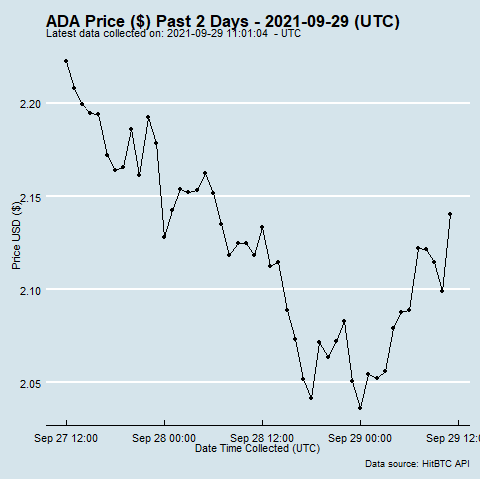 ADA Price ($) Past 2 Days - 2021-09-29 (UTC)
Latest data collected on: 2021-09-29 11:01:04 - UTC
2.20
2.15
2.10
2.05
Price USD ($)
Sep 27 12:00
Sep 28 00:00
Sep 28 12:00
Sep 29 00:00
Sep 29 12:
Date Time Collected (UTC)
Data source: HitBTC API